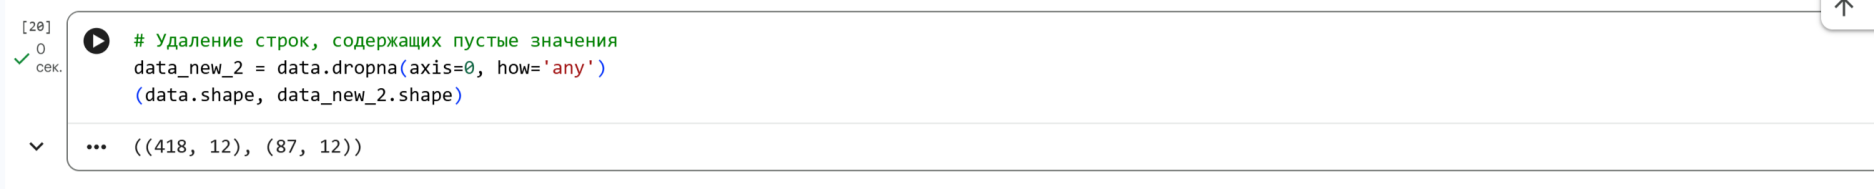 [20]
0
сек.
# Удаление строк, содержащих пустые значения
data_new_2 = data.dropna(axis=0, how='any')
(data.shape, data_new_2.shape)
((418, 12), (87, 12))